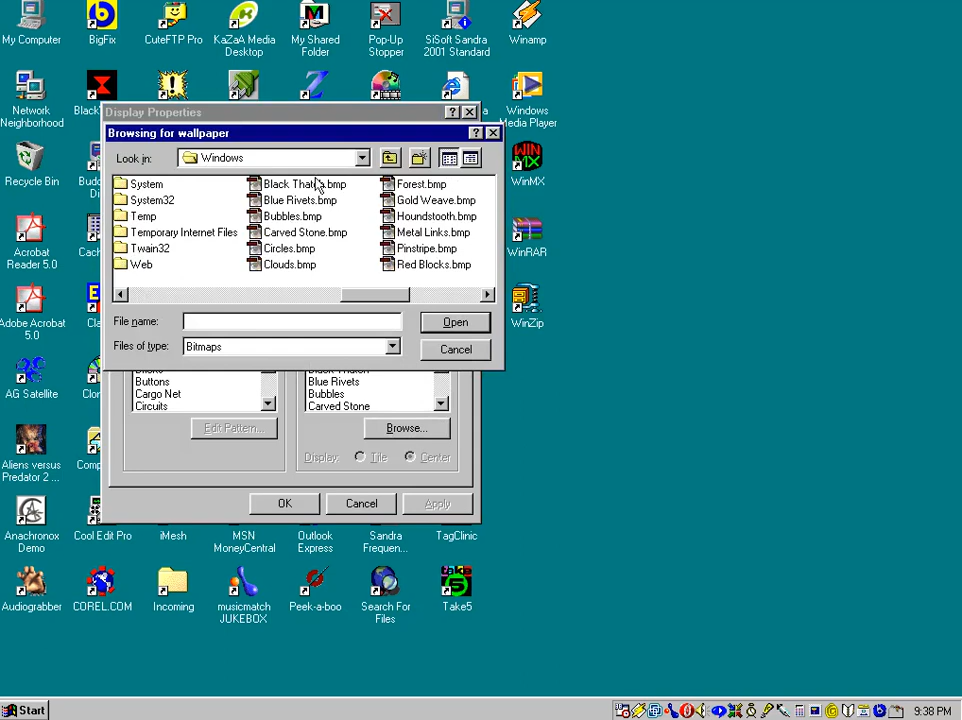 My Computer
BigFix
CuteFTP Pro
KaZaA Media
Desktop
My Shared
Folder
Pop-Up
Stopper
SiSoft Sandra
2001 Standard
Winamp
Network
Neighborhood
Windows
Media Player
Display Properties
Browsing for wallpaper
Look in:
Windows
System
System32
Temp
Temporary Internet Files
Twain32
Web
Blue Rivets.bmp
Bubbles.bmp
Carved Stone.bmp
Circles.bmp
Clouds.bmp
Forest.bmp
Gold Weave.bmp
Houndstooth.bmp
Metal Links.bmp
Pinstripe.bmp
Red Blocks.bmp
File name:
Open
Files of type:
Bitmaps
Cancel
Recycle Bin
WinMX
Acrobat
Reader 5.0
WinRAR
Adobe Acrobat
5.0
WinZip
Buttons
Cargo Net
Circuits
Blue Rivets
Bubbles
Carved Stone
Edit Pattern...
Browse...
Display:
Tile
Center
OK
Cancel
Apply
AG Satellite
Aliens versus
Predator 2 ...
Anachronox
Demo
Cool Edit Pro
iMesh
MSN
MoneyCentral
Outlook
Express
Sandra
Frequen...
TagClinic
Audiograbber
COREL.COM
Incoming
musicmatch
JUKEBOX
Peek-a-boo
Search For
Files
Take5
Start
9:38 PM